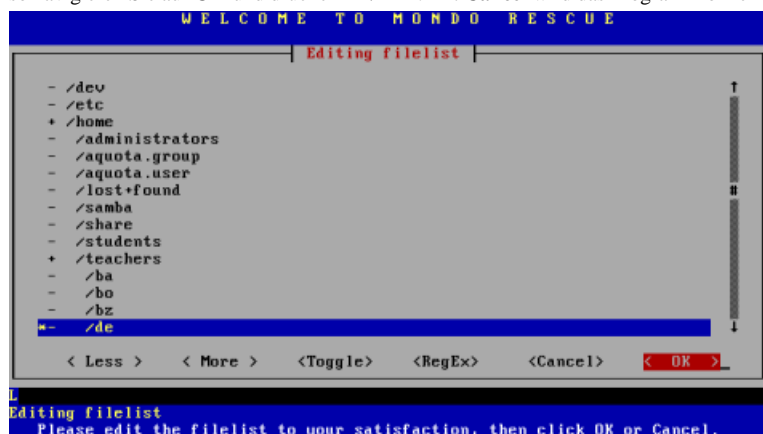 WELCOME TO MONDO RESCUE
Editing filelist
- /dev
- /etc
+ /home
- /administrators
- /aquota.group
- /aquota.user
- /lost+found
- /samba
- /share
- /students
+ /teachers
- /ba
- /bo
- /bz
*- /de
↑
#
↓
< Less > < More > <Toggle> <RegEx> <Cancel> < OK >
L
Editing filelist
Please edit the filelist to your satisfaction, then click OK or Cancel.